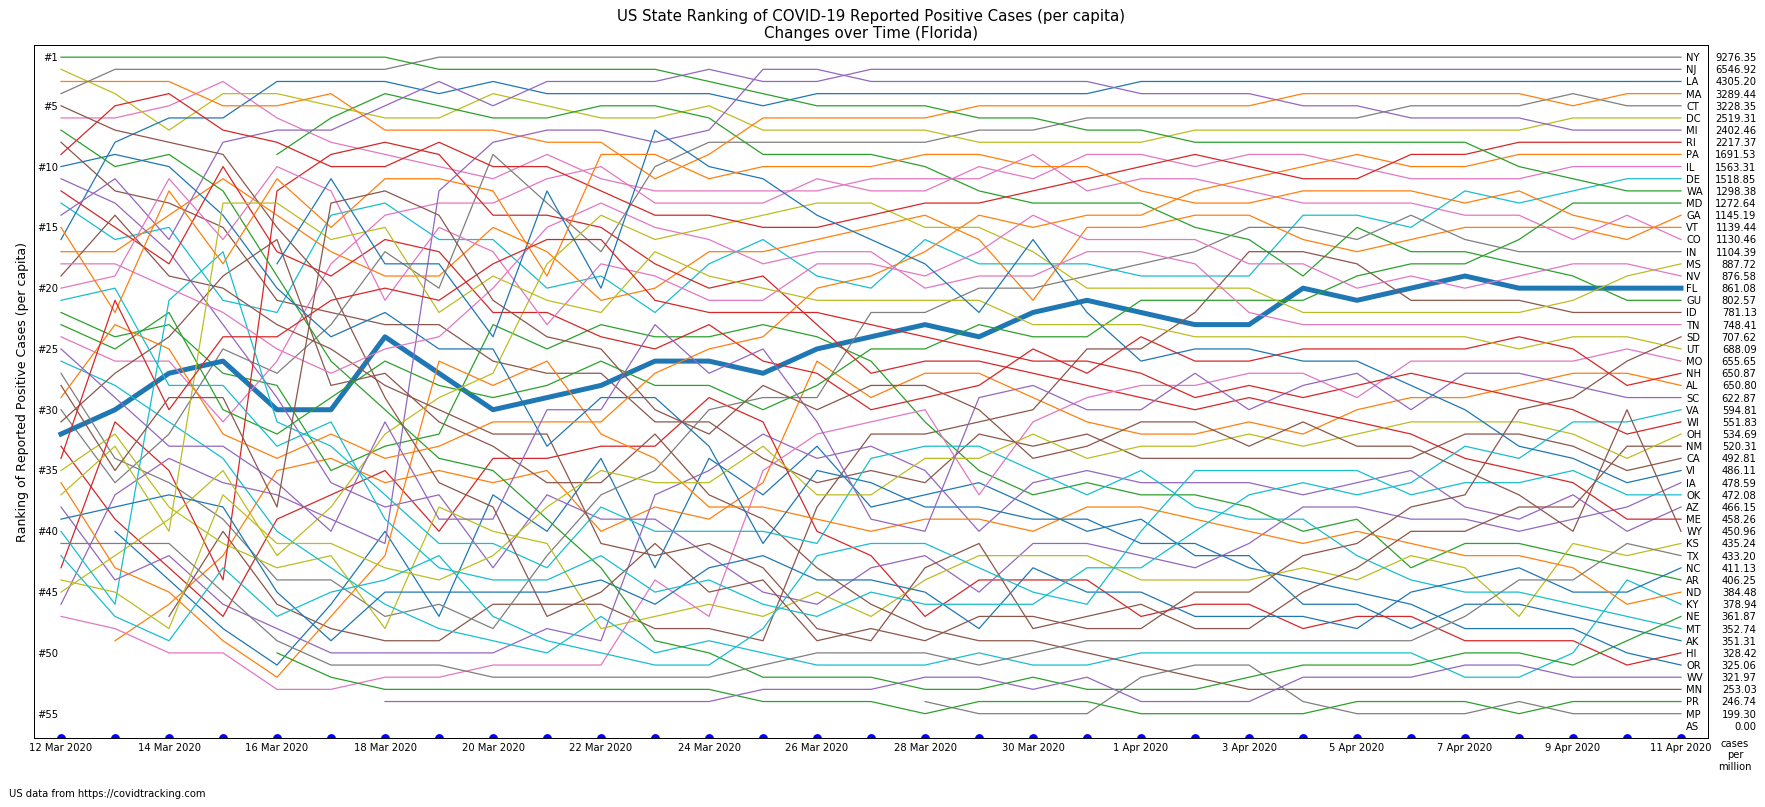 US State Ranking of COVID-19 Reported Positive Cases (per capita)
Changes over Time (Florida)
Ranking of Reported Positive Cases (per capita)
#1
#5
#10
#15
#20
#25
#30
#35
#40
#45
#50
#55
NY 9276.35
NJ 6546.92
LA 4305.20
MA 3289.44
CT 3228.35
DC 2519.31
MI 2402.46
RI 2217.37
PA 1691.53
IL 1563.31
DE 1518.85
WA 1298.38
MD 1272.64
GA 1145.19
VT 1139.44
CO 1130.46
IN 1104.39
MS 887.72
NV 876.58
FL 861.08
GU 802.57
ID 781.13
TN 748.41
SD 707.62
UT 688.09
MO 655.65
NH 650.87
AL 650.80
SC 622.87
VA 594.81
WI 551.83
OH 534.69
NM 520.31
CA 492.81
VI 486.11
IA 478.59
OK 472.08
AZ 466.15
ME 458.26
WY 450.96
KS 435.24
TX 433.20
NC 411.13
AR 406.25
ND 384.48
KY 378.94
NE 361.87
MT 352.74
AK 351.31
HI 328.42
OR 325.06
WV 321.97
MN 253.03
PR 246.74
MP 199.30
AS 0.00
12 Mar 2020 14 Mar 2020 16 Mar 2020 18 Mar 2020 20 Mar 2020 22 Mar 2020 24 Mar 2020 26 Mar 2020 28 Mar 2020 30 Mar 2020 1 Apr 2020 3 Apr 2020 5 Apr 2020 7 Apr 2020 9 Apr 2020 11 Apr 2020
cases
per
million
US data from https://covidtracking.com